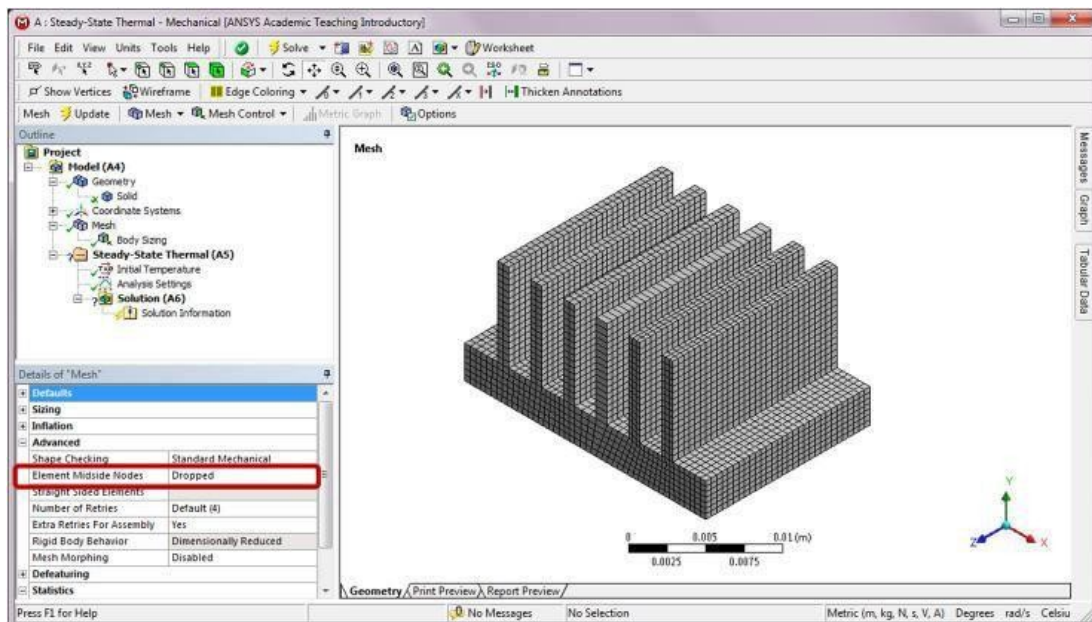 A : Steady-State Thermal - Mechanical [ANSYS Academic Teaching Introductory]
File Edit View Units Tools Help Solve Worksheet
Show Vertices Wireframe Edge Coloring Thicken Annotations
Mesh Update Mesh Mesh Control Metric Graph Options
Outline
Project
Model (A4)
Geometry
Solid
Coordinate Systems
Mesh
Body Sizing
Steady-State Thermal (A5)
Initial Temperature
Analysis Settings
Solution (A6)
Solution Information
Details of "Mesh"
Defaults
Sizing
Inflation
Advanced
Shape Checking Standard Mechanical
Element Midside Nodes Dropped
Straight Sided Elements
Number of Retries Default (4)
Extra Retries For Assembly Yes
Rigid Body Behavior Dimensionally Reduced
Mesh Morphing Disabled
Defeaturing
Statistics
Mesh
0 0.005 0.01 (m)
0.0025 0.0075
Y
Z X
Geometry Print Preview Report Preview
Messages
Graph
Tabular Data
Press F1 for Help 0 No Messages No Selection Metric (m, kg, N, s, V, A) Degrees rad/s Celsiu